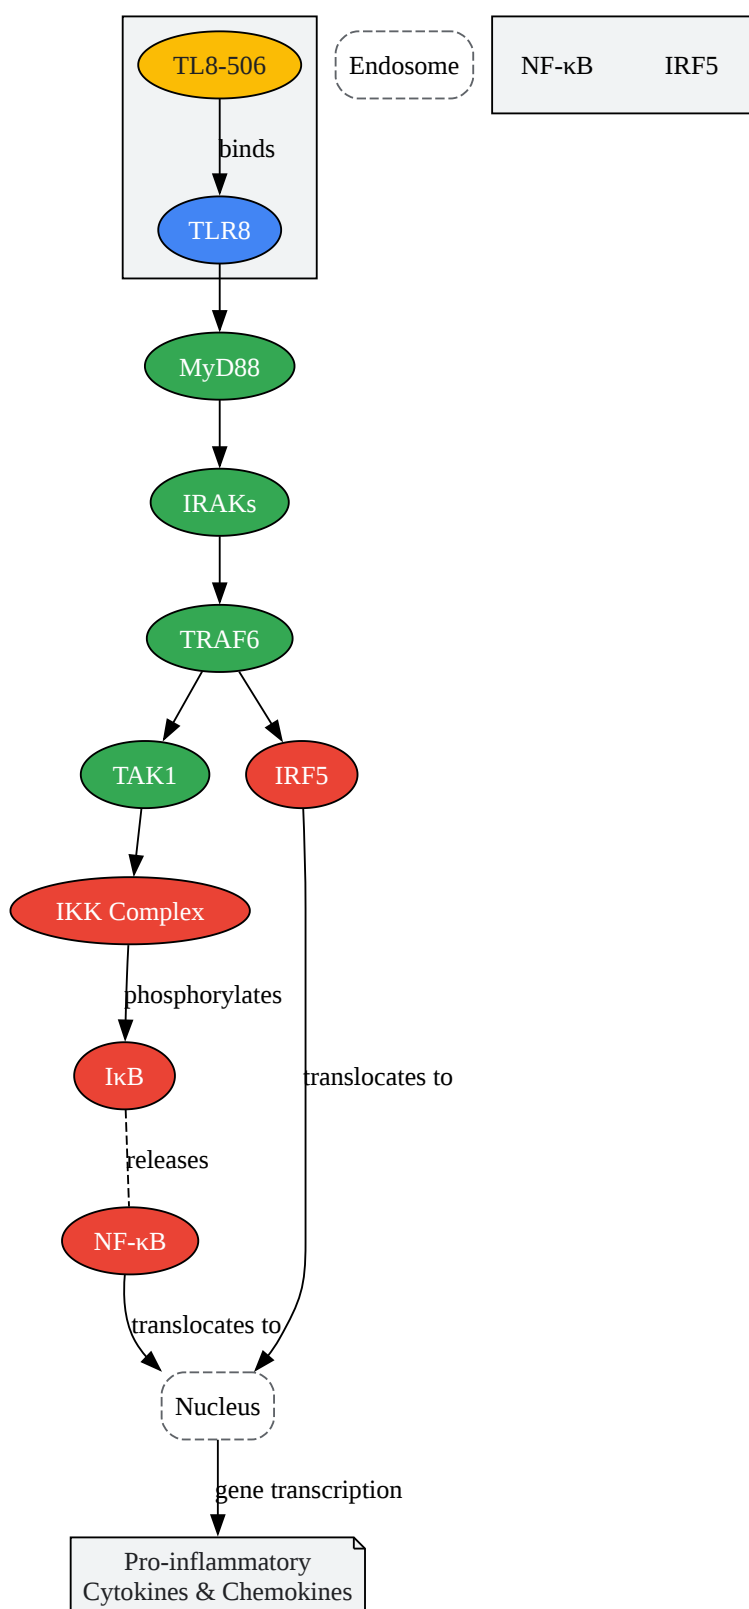 TL8-506
Endosome
NF-κB
IRF5
binds
TLR8
MyD88
IRAKs
TRAF6
TAK1
IRF5
IKK Complex
phosphorylates
IκB
translocates to
releases
NF-κB
translocates to
Nucleus
gene transcription
Pro-inflammatory
Cytokines & Chemokines